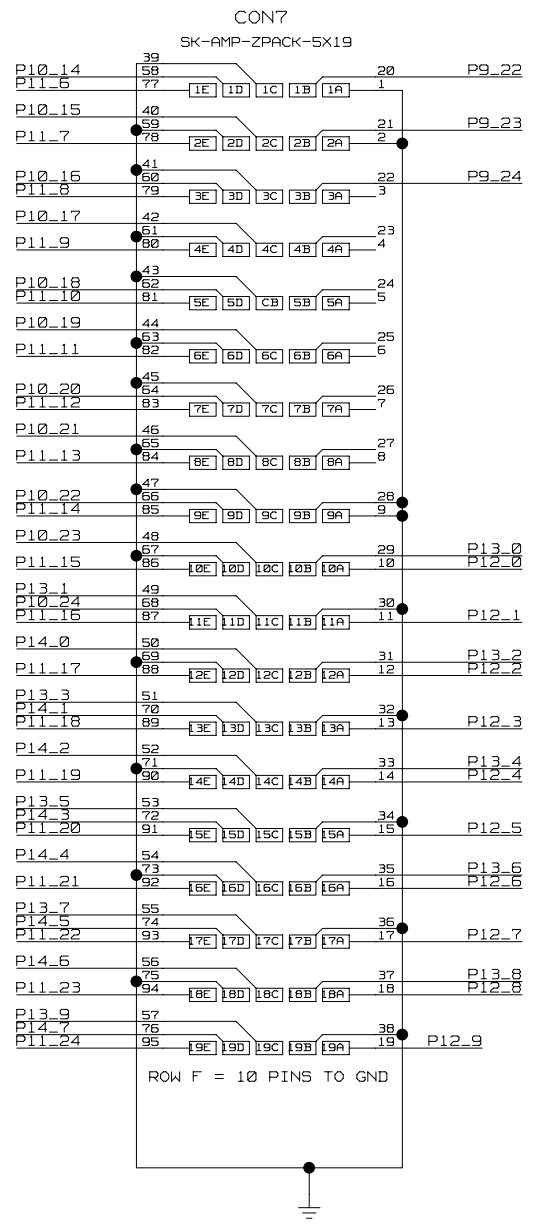 CON7
SK-AMP-ZPACK-5X19
39
P10_14 58 20 P9_22
P11_6 77 1E 1D 1C 1B 1A 1
P10_15 40
59 21 P9_23
P11_7 78 2E 2D 2C 2B 2A 2
41
P10_16 60 22 P9_24
P11_8 79 3E 3D 3C 3B 3A 3
P10_17 42
61 23
P11_9 80 4E 4D 4C 4B 4A 4
43
P10_18 62 24
P11_10 81 5E 5D CB 5B 5A 5
P10_19 44
63 25
P11_11 82 6E 6D 6C 6B 6A 6
45
P10_20 64 26
P11_12 83 7E 7D 7C 7B 7A 7
P10_21 46
65 27
P11_13 84 8E 8D 8C 8B 8A 8
47
P10_22 66 28
P11_14 85 9E 9D 9C 9B 9A 9
P10_23 48
67 29 P13_0
P11_15 86 10E 10D 10C 10B 10A 10 P12_0
P13_1 49
P10_24 68 30
P11_16 87 11E 11D 11C 11B 11A 11 P12_1
P14_0 50
69 31 P13_2
P11_17 88 12E 12D 12C 12B 12A 12 P12_2
P13_3 51
P14_1 70 32
P11_18 89 13E 13D 13C 13B 13A 13 P12_3
P14_2 52
71 33 P13_4
P11_19 90 14E 14D 14C 14B 14A 14 P12_4
P13_5 53
P14_3 72 34
P11_20 91 15E 15D 15C 15B 15A 15 P12_5
P14_4 54
73 35 P13_6
P11_21 92 16E 16D 16C 16B 16A 16 P12_6
P13_7 55
P14_5 74 36
P11_22 93 17E 17D 17C 17B 17A 17 P12_7
P14_6 56
75 37 P13_8
P11_23 94 18E 18D 18C 18B 18A 18 P12_8
P13_9 57
P14_7 76 38
P11_24 95 19E 19D 19C 19B 19A 19 P12_9
ROW F = 10 PINS TO GND